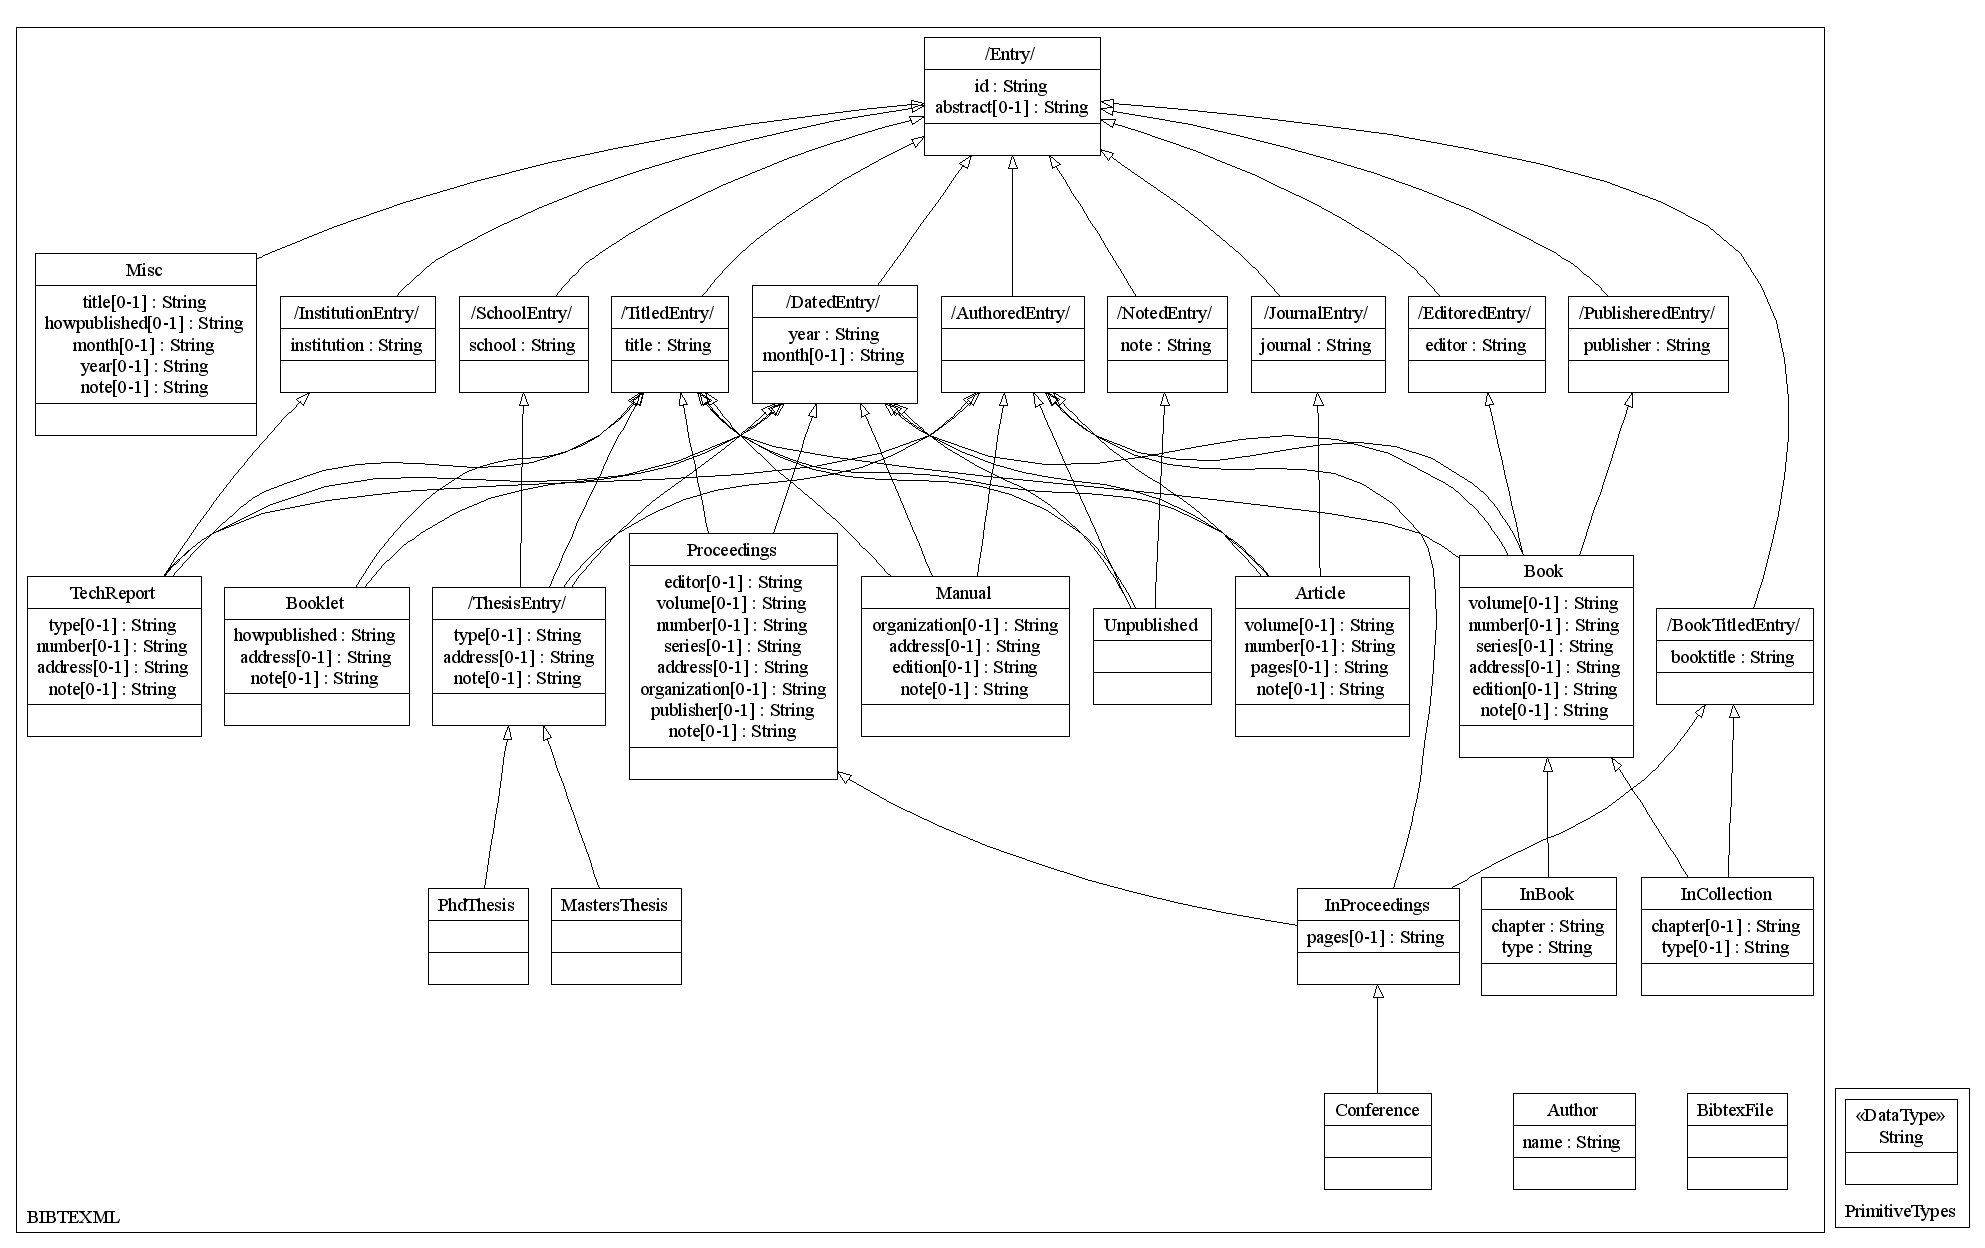 /Entry/
id : String
abstract[0-1] : String
Misc
title[0-1] : String
howpublished[0-1] : String
month[0-1] : String
year[0-1] : String
note[0-1] : String
/InstitutionEntry/
institution : String
/SchoolEntry/
school : String
/TitledEntry/
title : String
/DatedEntry/
year : String
month[0-1] : String
/AuthoredEntry/
/NotedEntry/
note : String
/JournalEntry/
journal : String
/EditoredEntry/
editor : String
/PublisheredEntry/
publisher : String
TechReport
type[0-1] : String
number[0-1] : String
address[0-1] : String
note[0-1] : String
Booklet
howpublished : String
address[0-1] : String
note[0-1] : String
/ThesisEntry/
type[0-1] : String
address[0-1] : String
note[0-1] : String
Proceedings
editor[0-1] : String
volume[0-1] : String
number[0-1] : String
series[0-1] : String
address[0-1] : String
organization[0-1] : String
publisher[0-1] : String
note[0-1] : String
Manual
organization[0-1] : String
address[0-1] : String
edition[0-1] : String
note[0-1] : String
Unpublished
Article
volume[0-1] : String
number[0-1] : String
pages[0-1] : String
note[0-1] : String
Book
volume[0-1] : String
number[0-1] : String
series[0-1] : String
address[0-1] : String
edition[0-1] : String
note[0-1] : String
/BookTitledEntry/
booktitle : String
PhdThesis
MastersThesis
InProceedings
pages[0-1] : String
InBook
chapter : String
type : String
InCollection
chapter[0-1] : String
type[0-1] : String
Conference
Author
name : String
BibtexFile
«DataType»
String
BIBTEXML
PrimitiveTypes